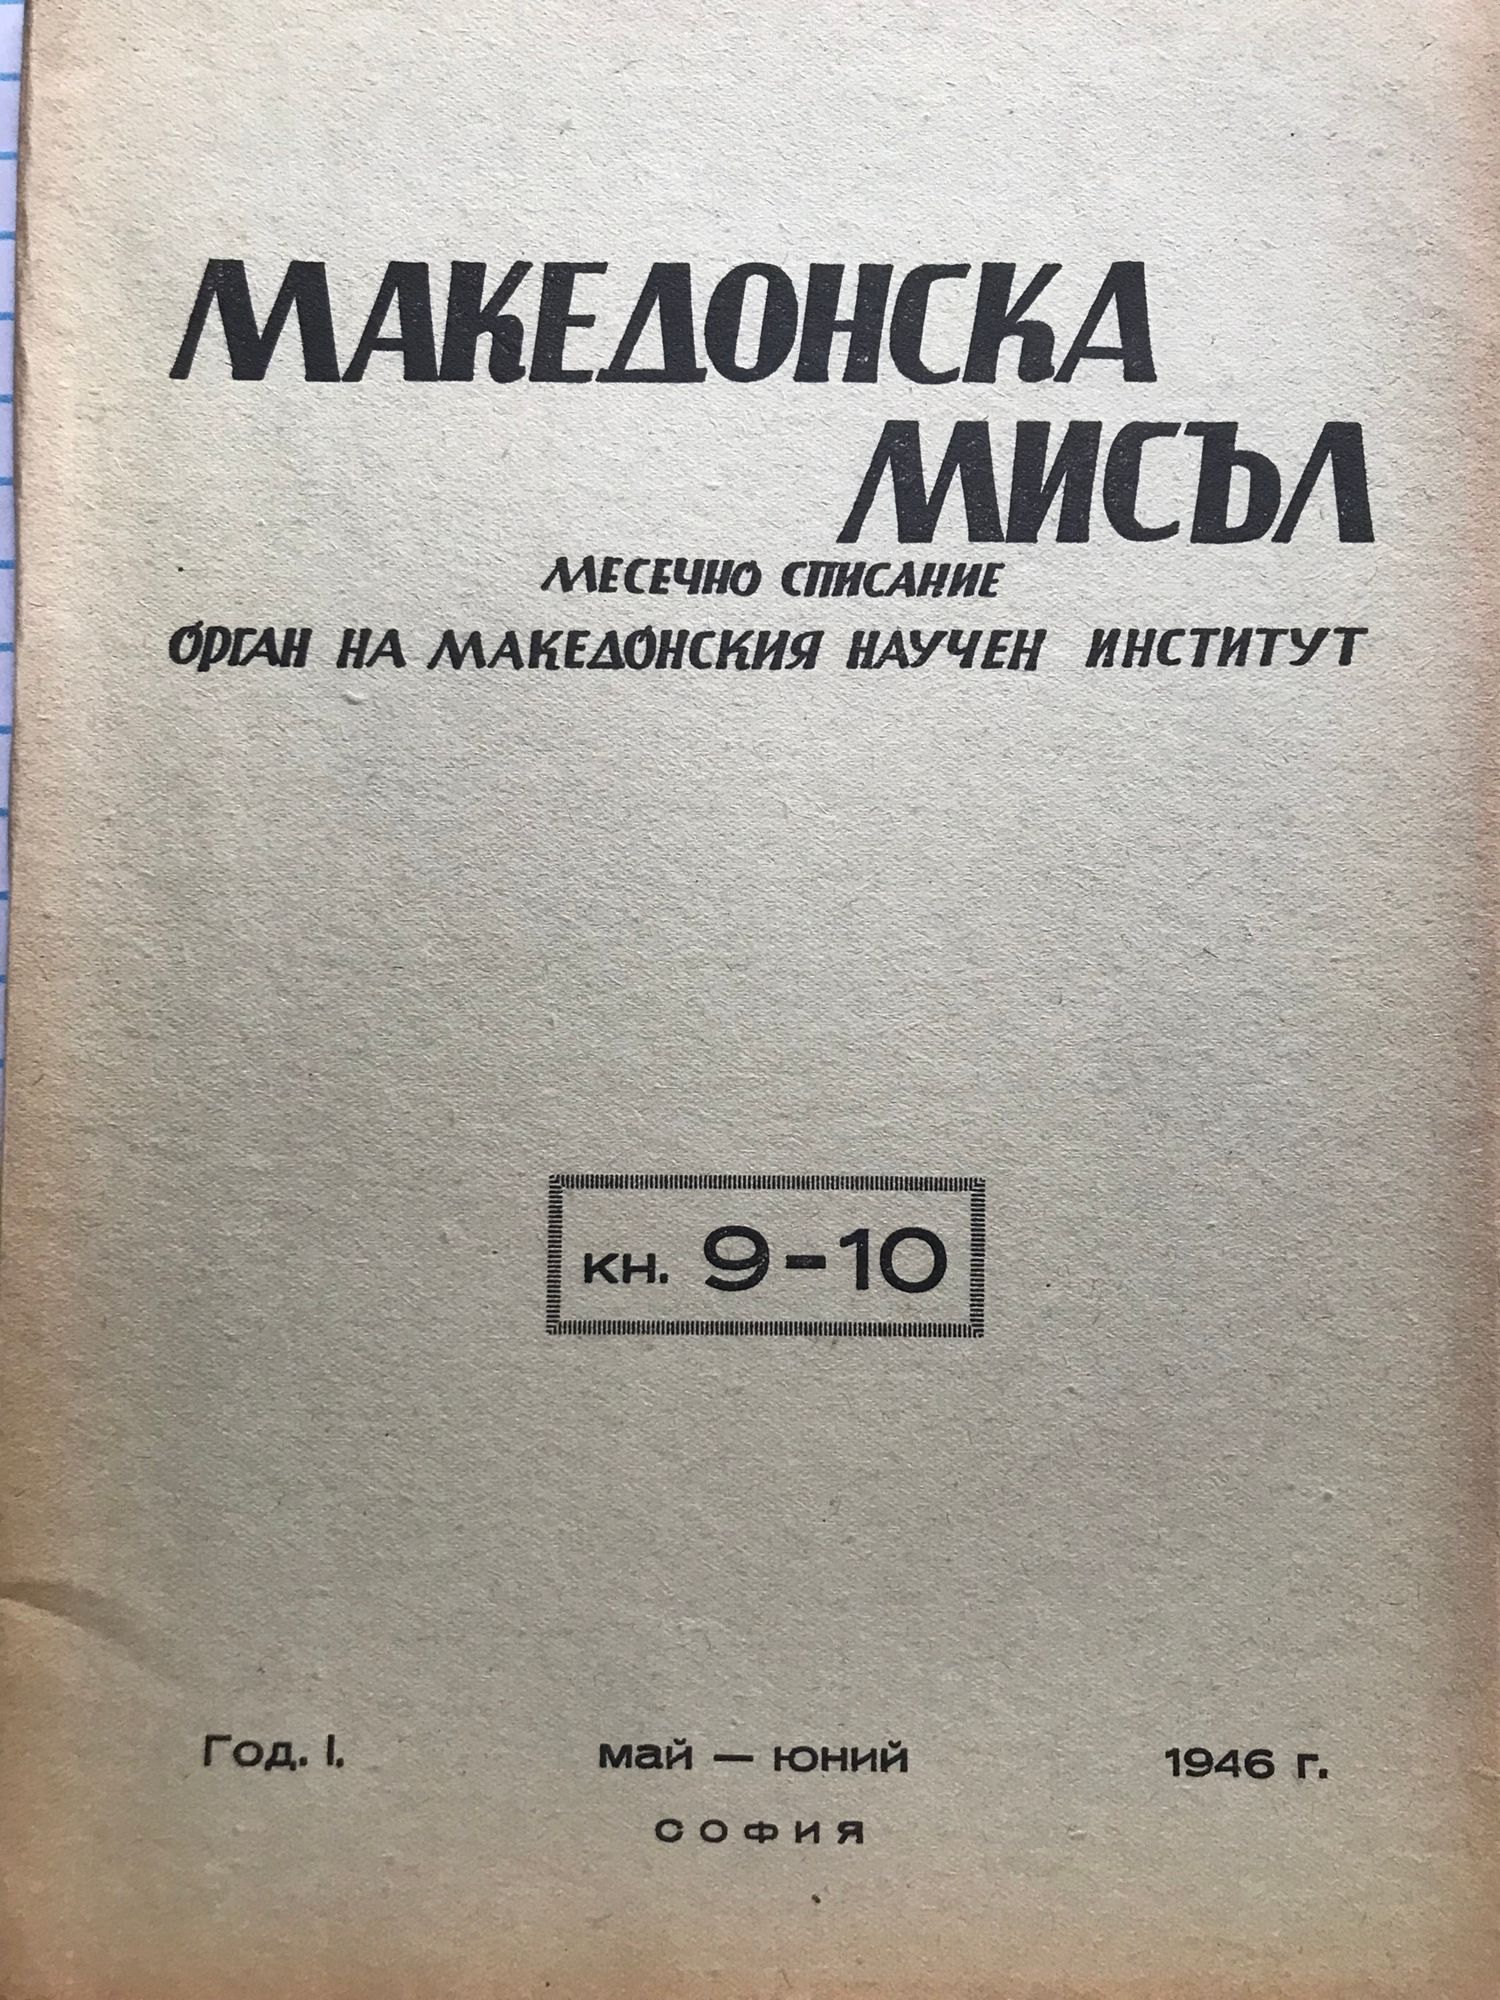 МАКЕДОНСКА
МИСЪЛ
МЕСЕЧНО СПИСАНИЕ
ОРГАН НА МАКЕДОНСКИЯ НАУЧЕН ИНСТИТУТ
кн. 9-10
Год. I. май — юний 1946 г.
СОФИЯ